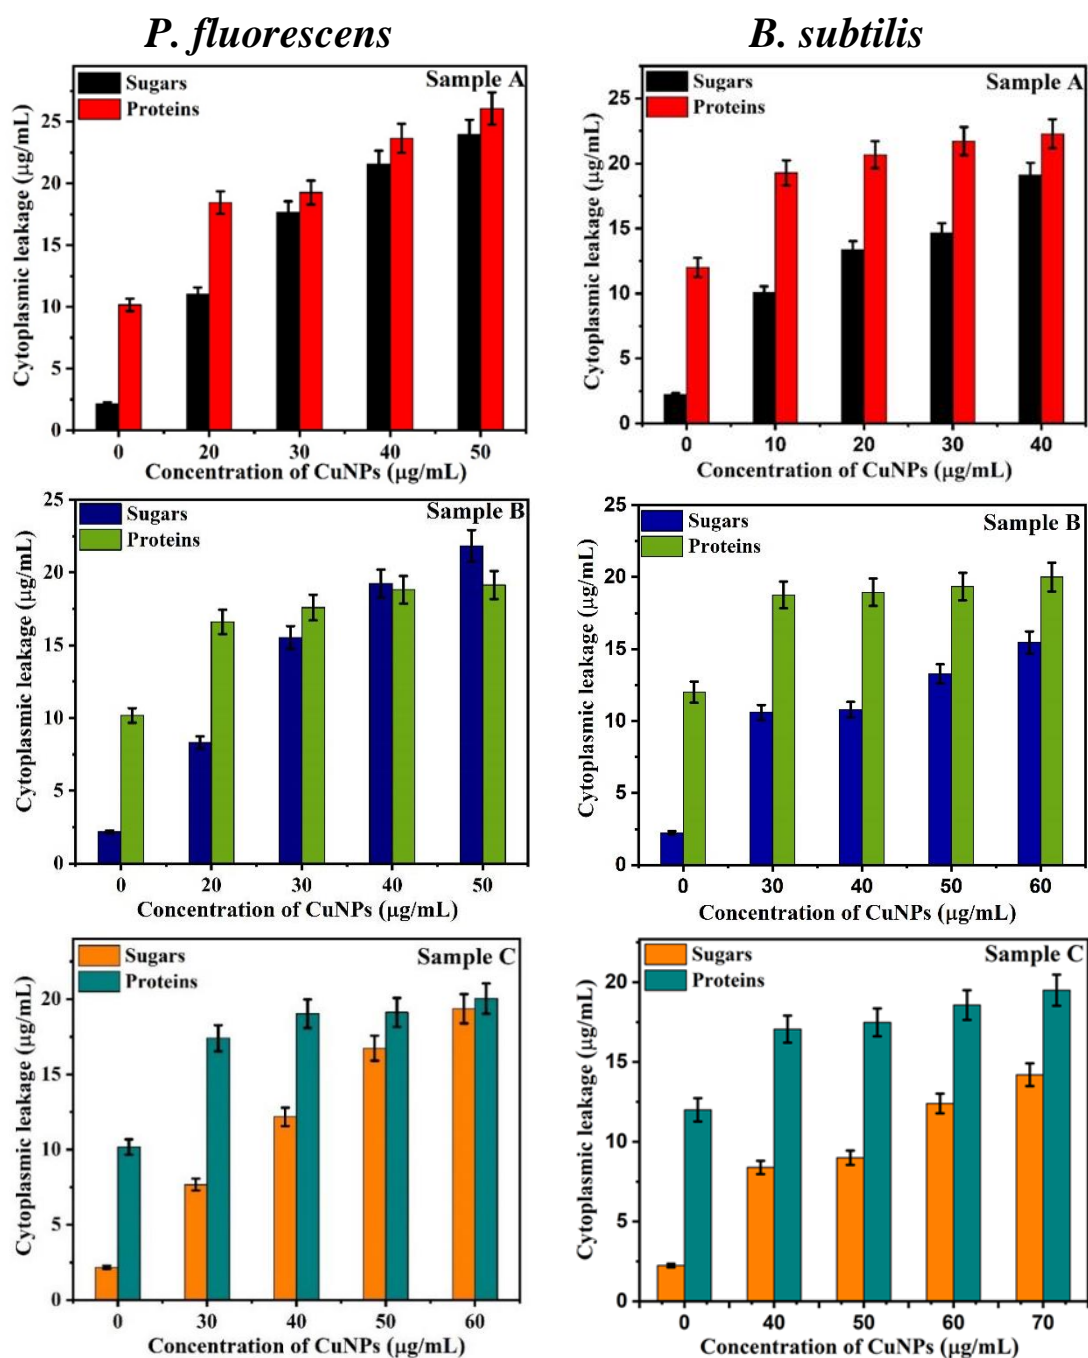 P. fluorescens
B. subtilis
Sample A
Sugars
Proteins
Cytoplasmic leakage (μg/mL)
25
20
15
10
5
0
0 20 30 40 50
Concentration of CuNPs (μg/mL)
Sample A
Sugars
Proteins
Cytoplasmic leakage (μg/mL)
25
20
15
10
5
0
0 10 20 30 40
Concentration of CuNPs (μg/mL)
Sample B
Sugars
Proteins
Cytoplasmic leakage (μg/mL)
25
20
15
10
5
0
0 20 30 40 50
Concentration of CuNPs (μg/mL)
Sample B
Sugars
Proteins
Cytoplasmic leakage (μg/mL)
25
20
15
10
5
0
0 30 40 50 60
Concentration of CuNPs (μg/mL)
Sample C
Sugars
Proteins
Cytoplasmic leakage (μg/mL)
20
15
10
5
0
0 30 40 50 60
Concentration of CuNPs (μg/mL)
Sample C
Sugars
Proteins
Cytoplasmic leakage (μg/mL)
20
15
10
5
0
0 40 50 60 70
Concentration of CuNPs (μg/mL)